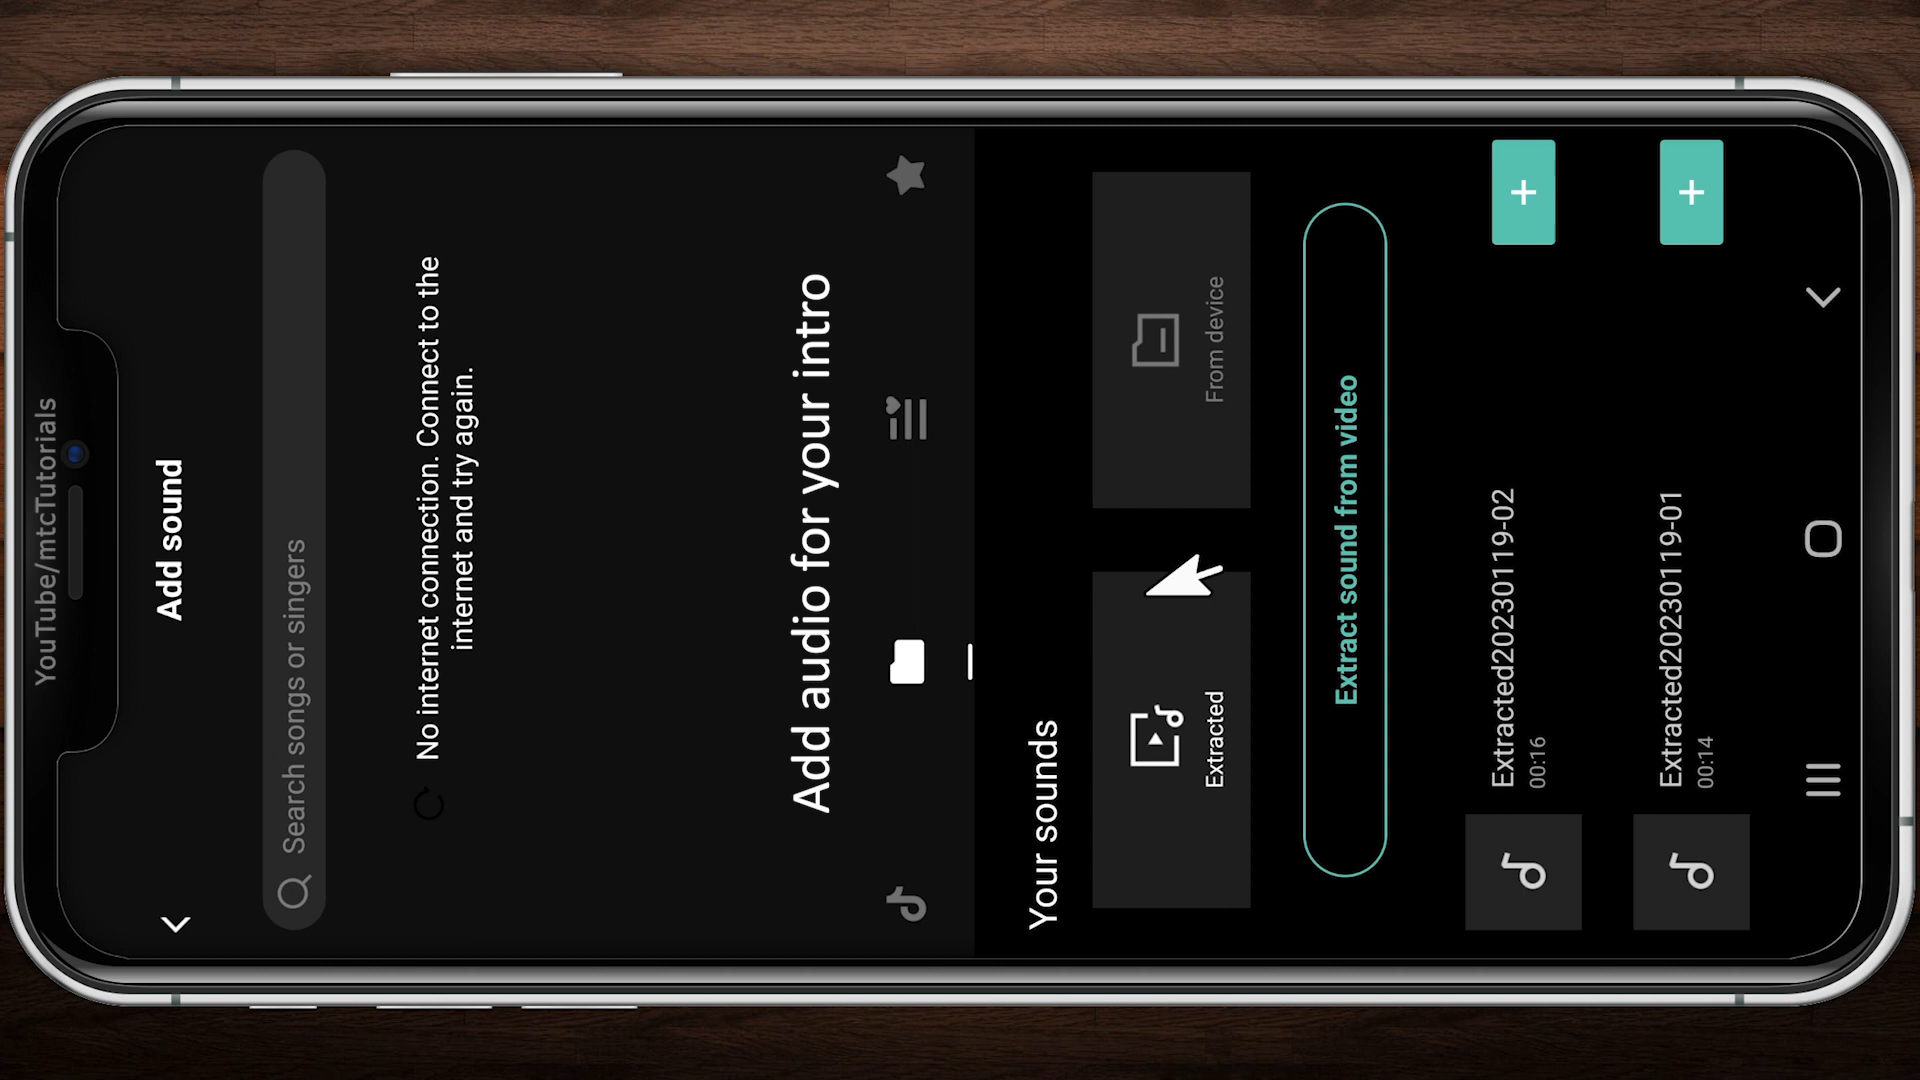 YouTube/mtcTutorials
Add sound
Search songs or singers
No internet connection. Connect to the
internet and try again.
Add audio for your intro
Your sounds
Extracted
From device
Extract sound from video
Extracted20230119-02
00:16
Extracted20230119-01
00:14